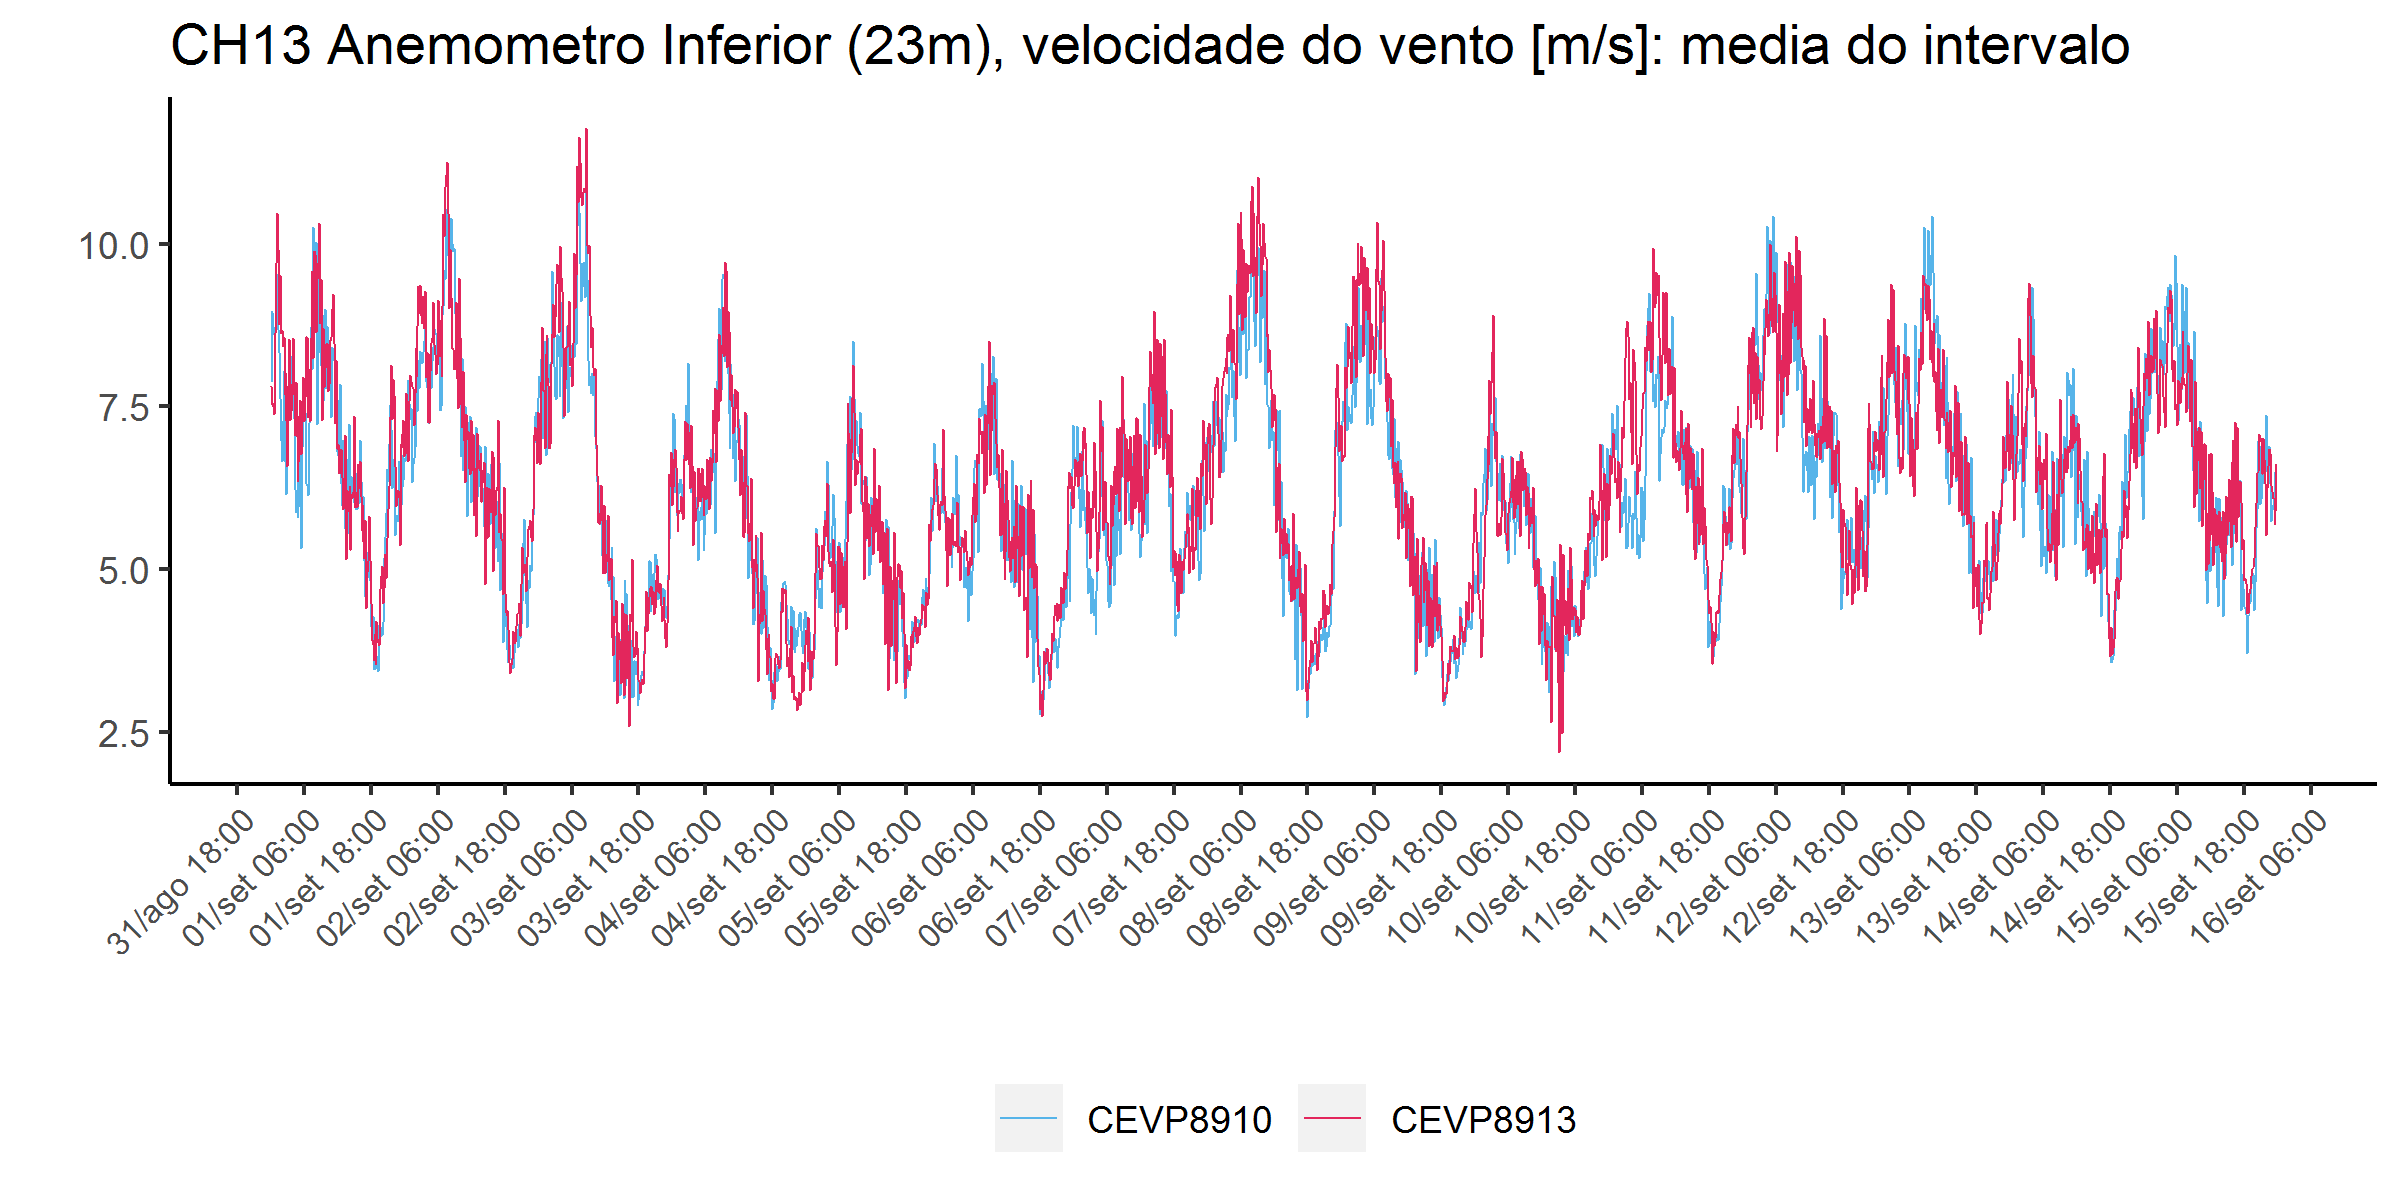 CH13 Anemometro Inferior (23m), velocidade do vento [m/s]: media do intervalo
10.0
7.5
5.0
2.5
31/ago 18:00
01/set 06:00
01/set 18:00
02/set 06:00
02/set 18:00
03/set 06:00
03/set 18:00
04/set 06:00
04/set 18:00
05/set 06:00
05/set 18:00
06/set 06:00
06/set 18:00
07/set 06:00
07/set 18:00
08/set 06:00
08/set 18:00
09/set 06:00
09/set 18:00
10/set 06:00
10/set 18:00
11/set 06:00
11/set 18:00
12/set 06:00
12/set 18:00
13/set 06:00
13/set 18:00
14/set 06:00
14/set 18:00
15/set 06:00
15/set 18:00
16/set 06:00
CEVP8910 CEVP8913